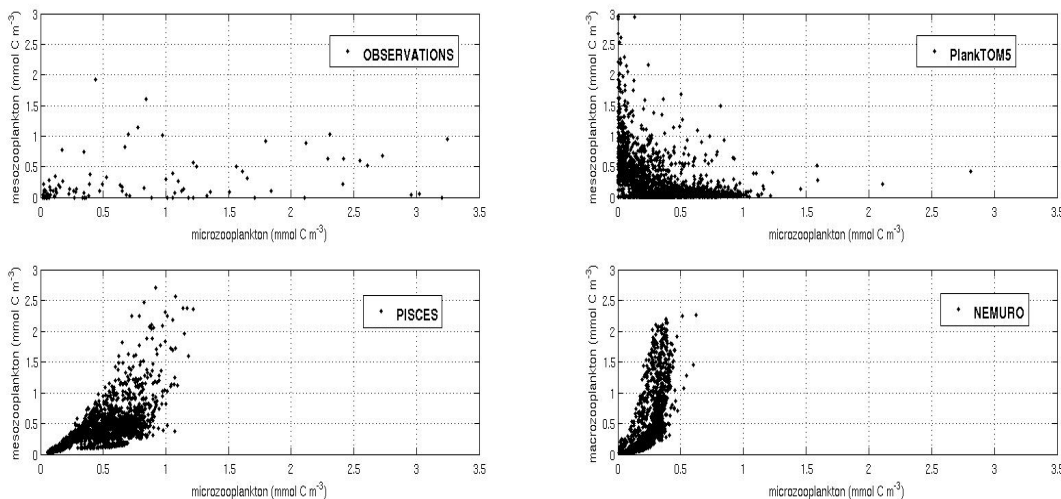 mesozooplankton (mmol C m⁻³)
3
2.5
2
1.5
1
0.5
0
OBSERVATIONS
0 0.5 1 1.5 2 2.5 3 3.5
microzooplankton (mmol C m⁻³)
mesozooplankton (mmol C m⁻³)
3
2.5
2
1.5
1
0.5
0
PlankTOM5
0 0.5 1 1.5 2 2.5 3 3.5
microzooplankton (mmol C m⁻³)
mesozooplankton (mmol C m⁻³)
3
2.5
2
1.5
1
0.5
0
PISCES
0 0.5 1 1.5 2 2.5 3 3.5
microzooplankton (mmol C m⁻³)
macrozooplankton (mmol C m⁻³)
3
2.5
2
1.5
1
0.5
0
NEMURO
0 0.5 1 1.5 2 2.5 3 3.5
microzooplankton (mmol C m⁻³)